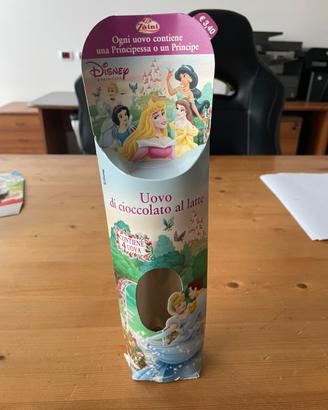 Zaini
Ogni uovo contiene
una Principessa o un Principe
€ 3,40
Disney
PRINCIPESSE
Uovo
di cioccolato al latte
CONTIENE
4 UOVA